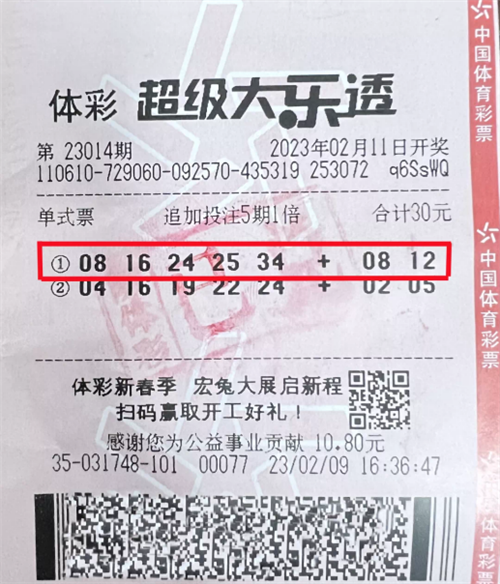 体彩 超级大乐透
第 23014期 2023年02月11日开奖
110610-729060-092570-435319 253072 q6SsWQ
单式票 追加投注5期1倍 合计30元
① 08 16 24 25 34 + 08 12
② 04 16 19 22 24 + 02 05
体彩新春季 宏兔大展启新程
扫码赢取开工好礼！
感谢您为公益事业贡献 10.80元
35-031748-101 00077 23/02/09 16:36:47
中国体育彩票
中国体育彩票
中国体育彩票